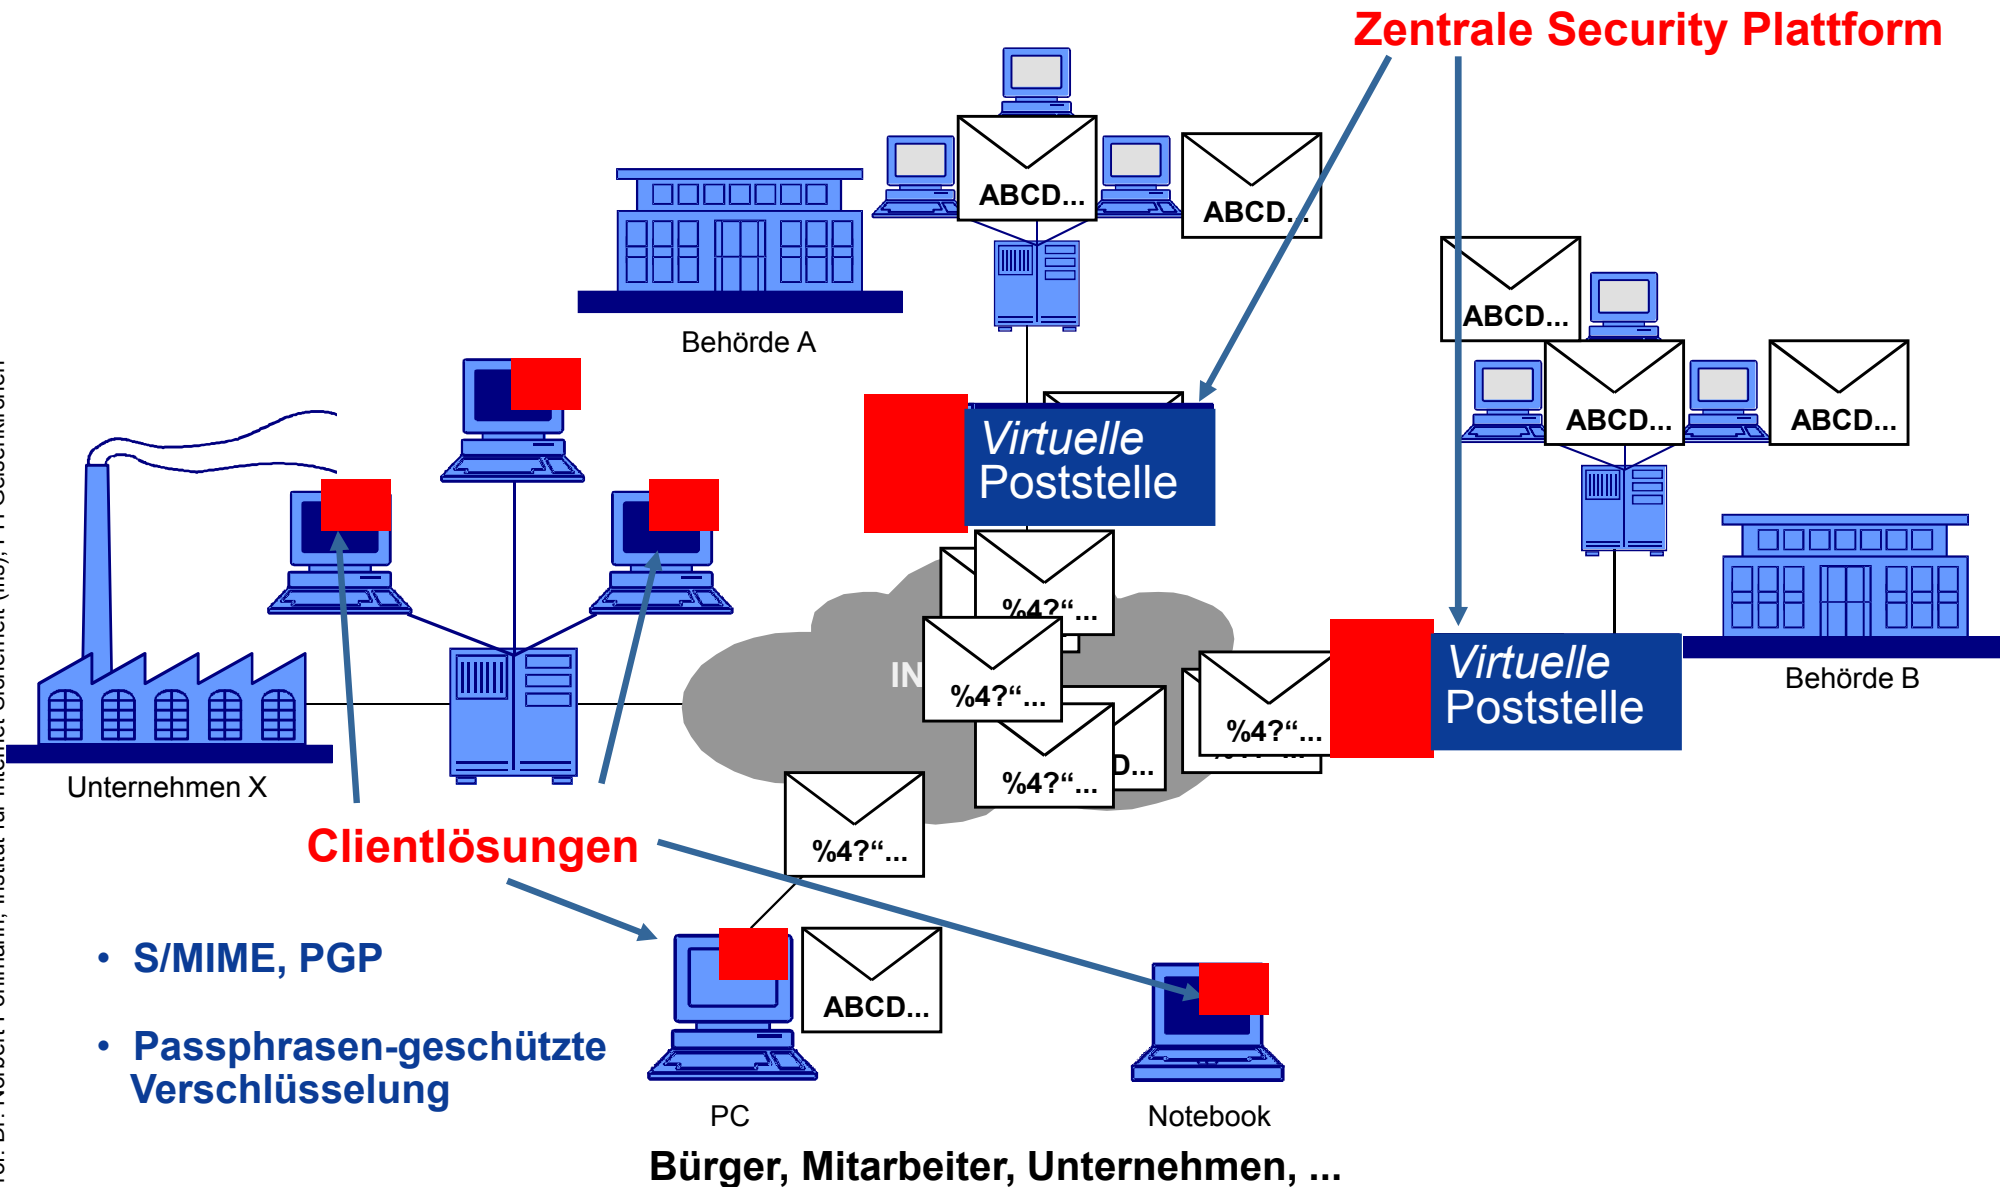 Zentrale Security Plattform
ABCD...
ABCD...
Behörde A
ABCD...
ABCD...
ABCD...
Virtuelle
Poststelle
%4?“...
IN
%4?“...
%4?“...
D...
%4?“...
Virtuelle
Poststelle
Behörde B
Unternehmen X
Clientlösungen
%4?“...
• S/MIME, PGP
• Passphrasen-geschützte
Verschlüsselung
ABCD...
PC
Notebook
Bürger, Mitarbeiter, Unternehmen, ...